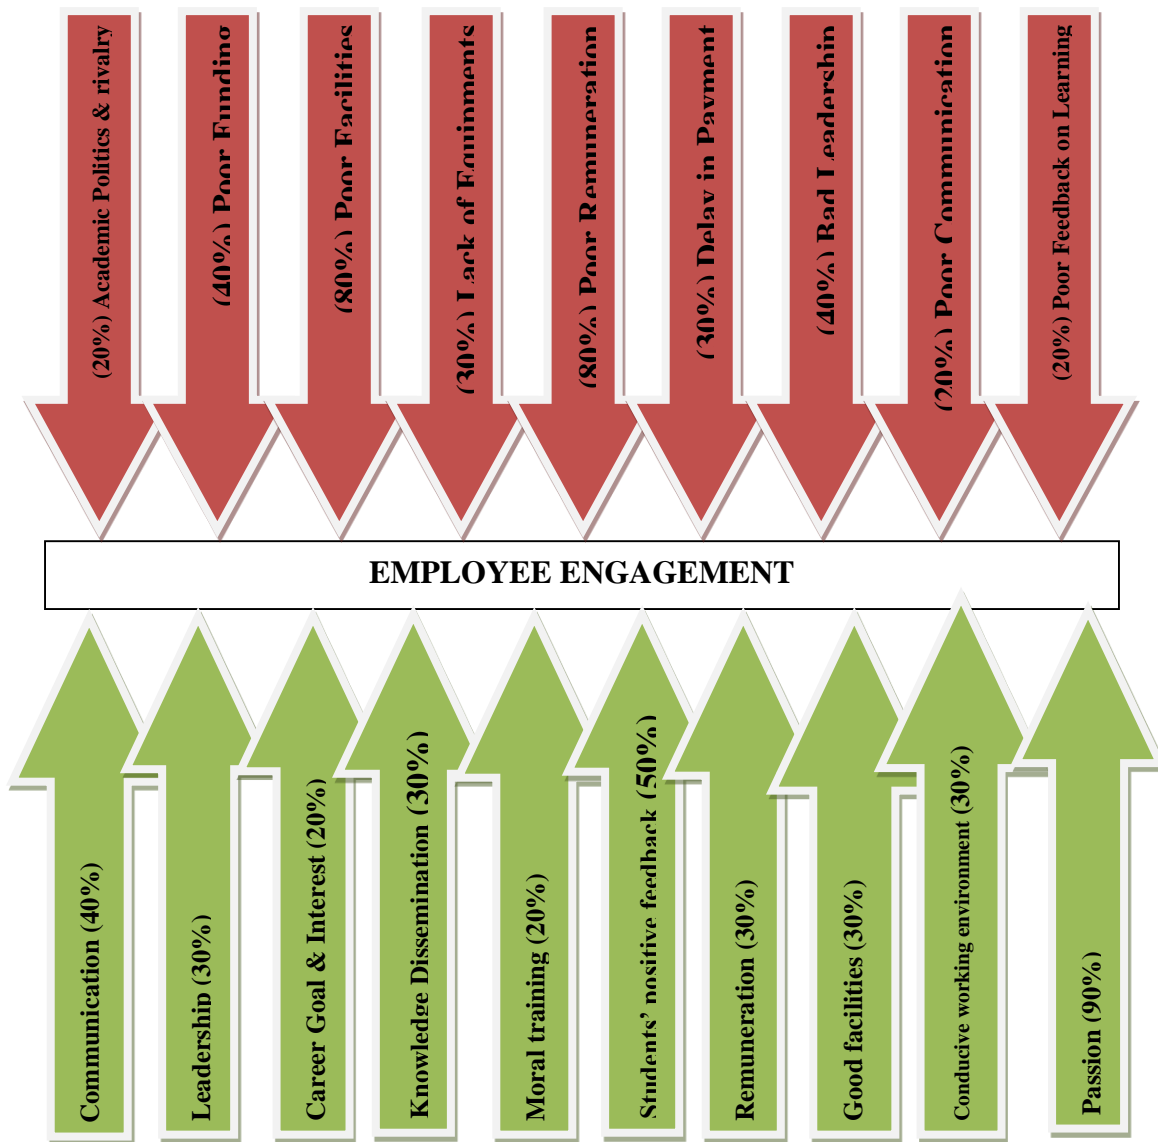 (20%) Academic Politics & rivalry
(40%) Poor Funding
(80%) Poor Facilities
(30%) Lack of Equipments
(80%) Poor Remuneration
(30%) Delay in Payment
(40%) Bad Leadership
(20%) Poor Communication
(20%) Poor Feedback on Learning
EMPLOYEE ENGAGEMENT
Communication (40%)
Leadership (30%)
Career Goal & Interest (20%)
Knowledge Dissemination (30%)
Moral training (20%)
Students’ positive feedback (50%)
Remuneration (30%)
Good facilities (30%)
Conducive working environment (30%)
Passion (90%)